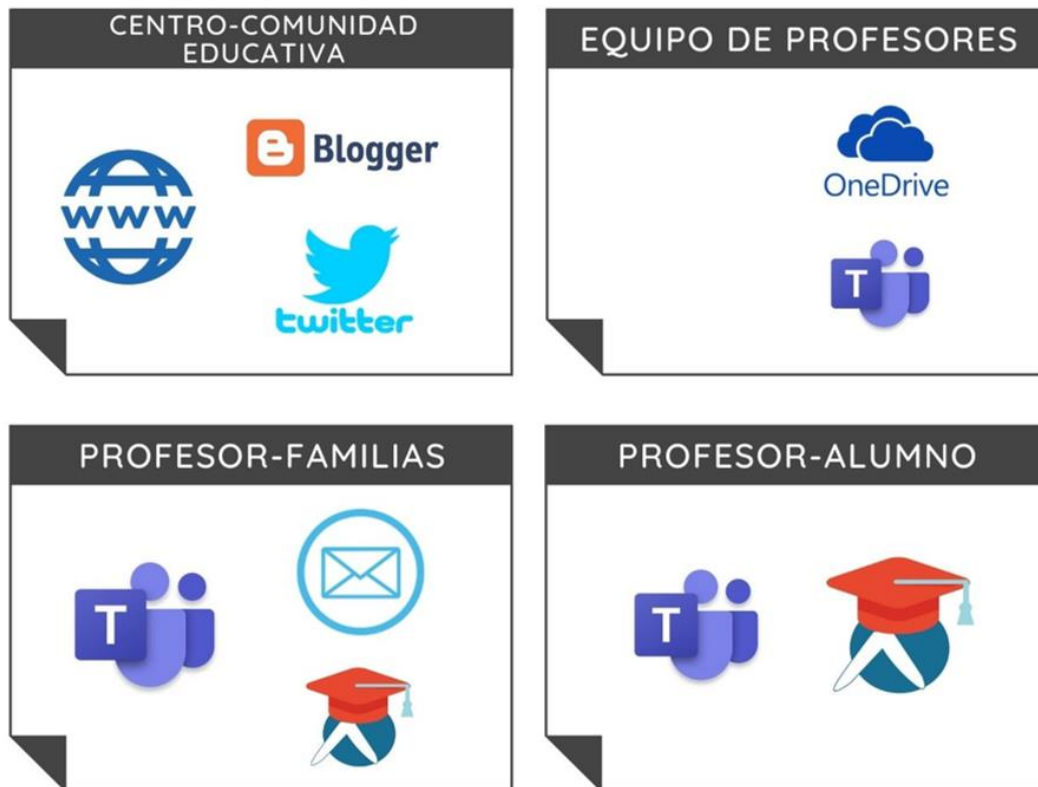 CENTRO-COMUNIDAD
EDUCATIVA
www
Blogger
twitter
EQUIPO DE PROFESORES
OneDrive
T
PROFESOR-FAMILIAS
T
PROFESOR-ALUMNO
T